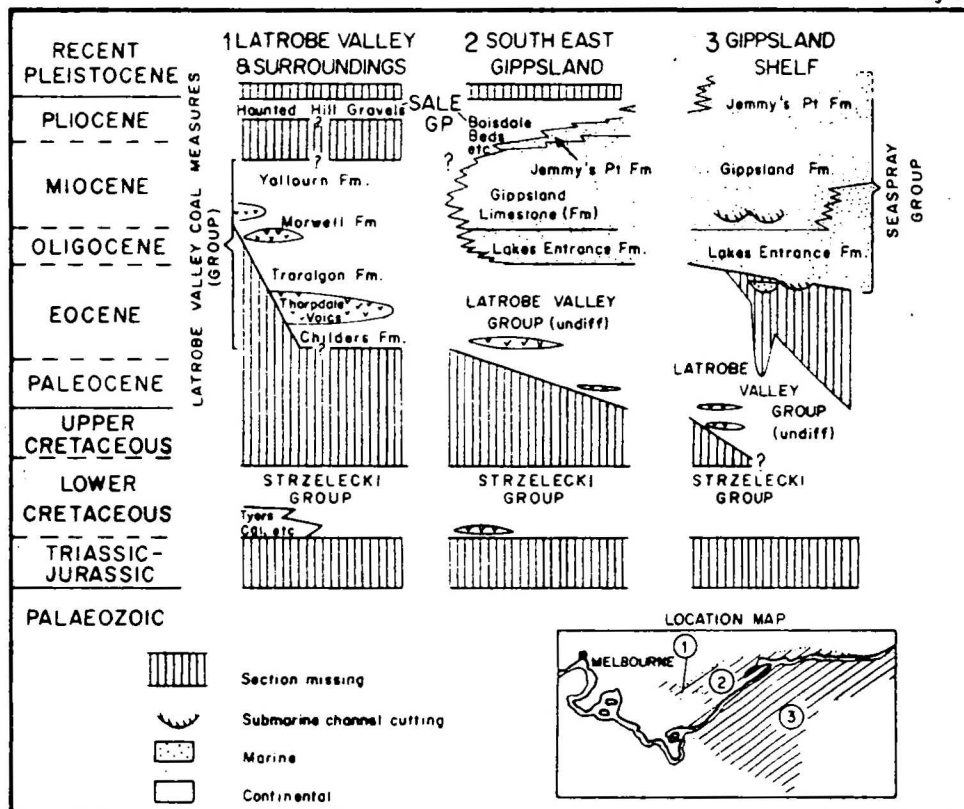 RECENT
PLEISTOCENE
PLIOCENE
MIOCENE
OLIGOCENE
EOCENE
PALEOCENE
UPPER
CRETACEOUS
LOWER
CRETACEOUS
TRIASSIC-
JURASSIC
PALAEOZOIC
LATROBE VALLEY COAL MEASURES
(GROUP)
1 LATROBE VALLEY
& SURROUNDINGS
Haunted Hill Gravels
?
?
Yallourn Fm.
Morwell Fm
Traralgon Fm.
Thorpdale
Volcs
Childers Fm.
?
STRZELECKI
GROUP
Tyers
Cgl. etc
SALE
GP
2 SOUTH EAST
GIPPSLAND
Boisdale
Beds
etc
?
Jemmy's Pt Fm
Gippsland
Limestone (Fm)
Lakes Entrance Fm.
LATROBE VALLEY
GROUP (undiff)
STRZELECKI
GROUP
3 GIPPSLAND
SHELF
Jemmy's Pt Fm.
Gippsland Fm.
Lakes Entrance Fm.
SEASPRAY
GROUP
LATROBE
VALLEY
GROUP
(undiff)
?
STRZELECKI
GROUP
Section missing
Submarine channel cutting
Marine
Continental
LOCATION MAP
MELBOURNE
1
2
3